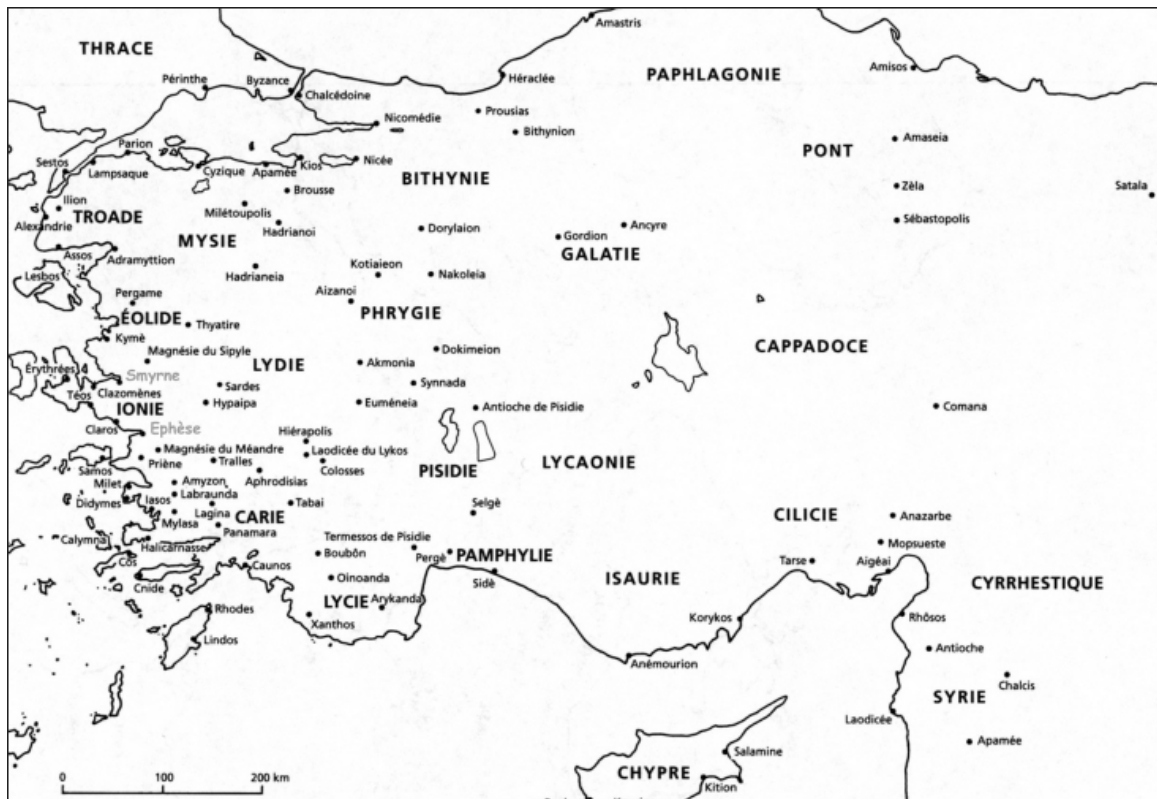 Amastris
THRACE
Héraclée
PAPHLAGONIE
Amisos
Périnthe
Byzance
Chalcédoine
Prousias
Nicomédie
Bithynion
Amaseia
Parion
PONT
Sestos
Lampsaque
Cyzique
Apamée
Kios
Nicée
BITHYNIE
Zèla
Brousse
Satala
Ilion
TROADE
Milétoupolis
Alexandrie
Hadrianoi
Sébastopolis
MYSIE
Dorylaion
Gordion
Ancyre
GALATIE
Assos
Adramyttion
Lesbos
Hadrianeia
Kotiaieon
Nakoleia
Pergame
Aizanoi
ÉOLIDE
PHRYGIE
Thyatire
Kymè
CAPPADOCE
Magnésie du Sipyle
LYDIE
Akmonia
Dokimeion
Érythrées
Smyrne
Clazomènes
Sardes
Synnada
Téos
IONIE
Hypaipa
Euméneia
Antioche de Pisidie
Comana
Claros
Ephèse
Hiérapolis
Magnésie du Méandre
Laodicée du Lykos
Priène
Tralles
Colosses
PISIDIE
LYCAONIE
Samos
Aphrodisias
Milet
Amyzon
Didymes
Iasos
Labraunda
Lagina
Tabai
Mylasa
CARIE
Selgè
CILICIE
Anazarbe
Panamara
Calymna
Halicarnasse
Termessos de Pisidie
Mopsueste
Cos
Boubôn
Pergè
PAMPHYLIE
Tarse
Aigéai
Caunos
Cnide
Oinoanda
Sidè
ISAURIE
CYRRHESTIQUE
LYCIE
Arykanda
Rhodes
Xanthos
Korykos
Rhôsos
Lindos
Anémourion
Antioche
Chalcis
SYRIE
Laodicée
Apamée
Salamine
CHYPRE
Kition
0 100 200 km